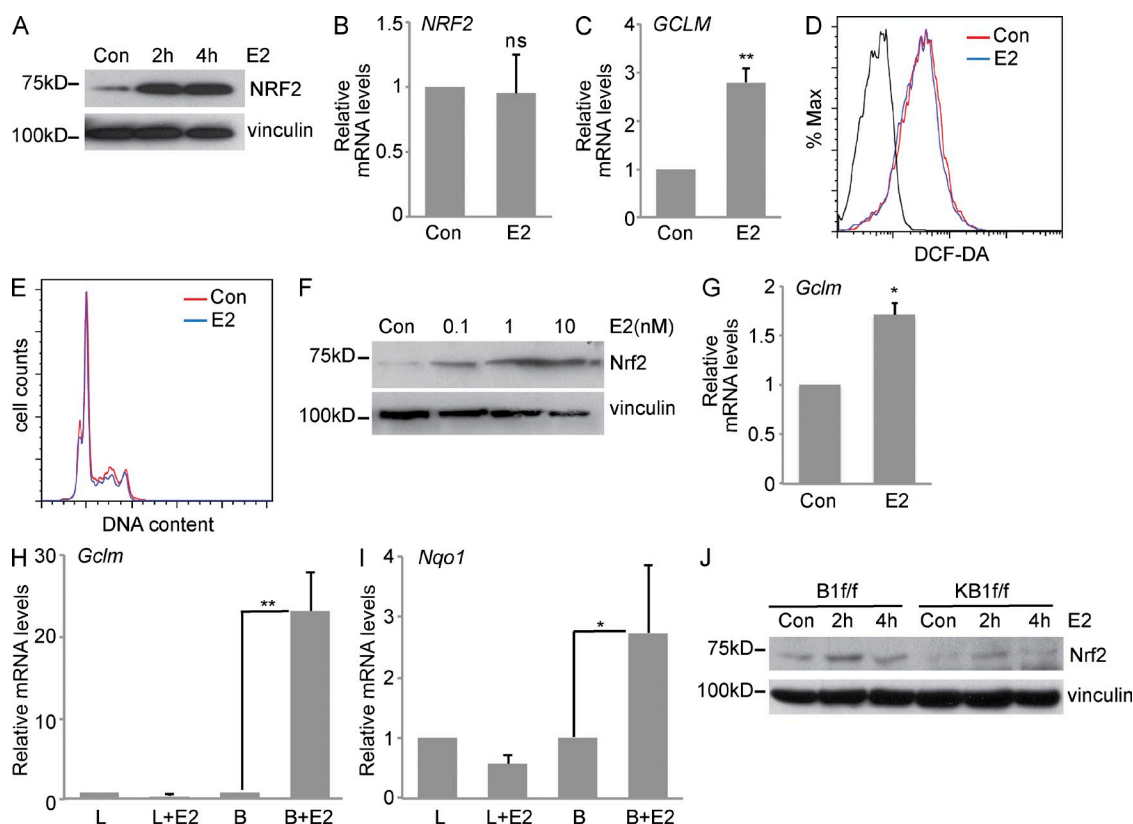 A
Con 2h 4h E2
75kD
NRF2
100kD
vinculin
B
NRF2
Relative
mRNA levels
1.5
1
0.5
0
ns
Con E2
C
GCLM
Relative
mRNA levels
4
3
2
1
0
**
Con E2
D
Con
E2
% Max
DCF-DA
E
Con
E2
cell counts
DNA content
F
Con 0.1 1 10 E2(nM)
75kD
Nrf2
100kD
vinculin
G
Gclm
Relative
mRNA levels
2
1.5
1
0.5
0
*
Con E2
H
Gclm
Relative mRNA levels
30
20
10
0
**
L L+E2 B B+E2
I
Nqo1
Relative mRNA levels
4
3
2
1
0
*
L L+E2 B B+E2
J
B1f/f KB1f/f
Con 2h 4h Con 2h 4h E2
75kD
Nrf2
100kD
vinculin